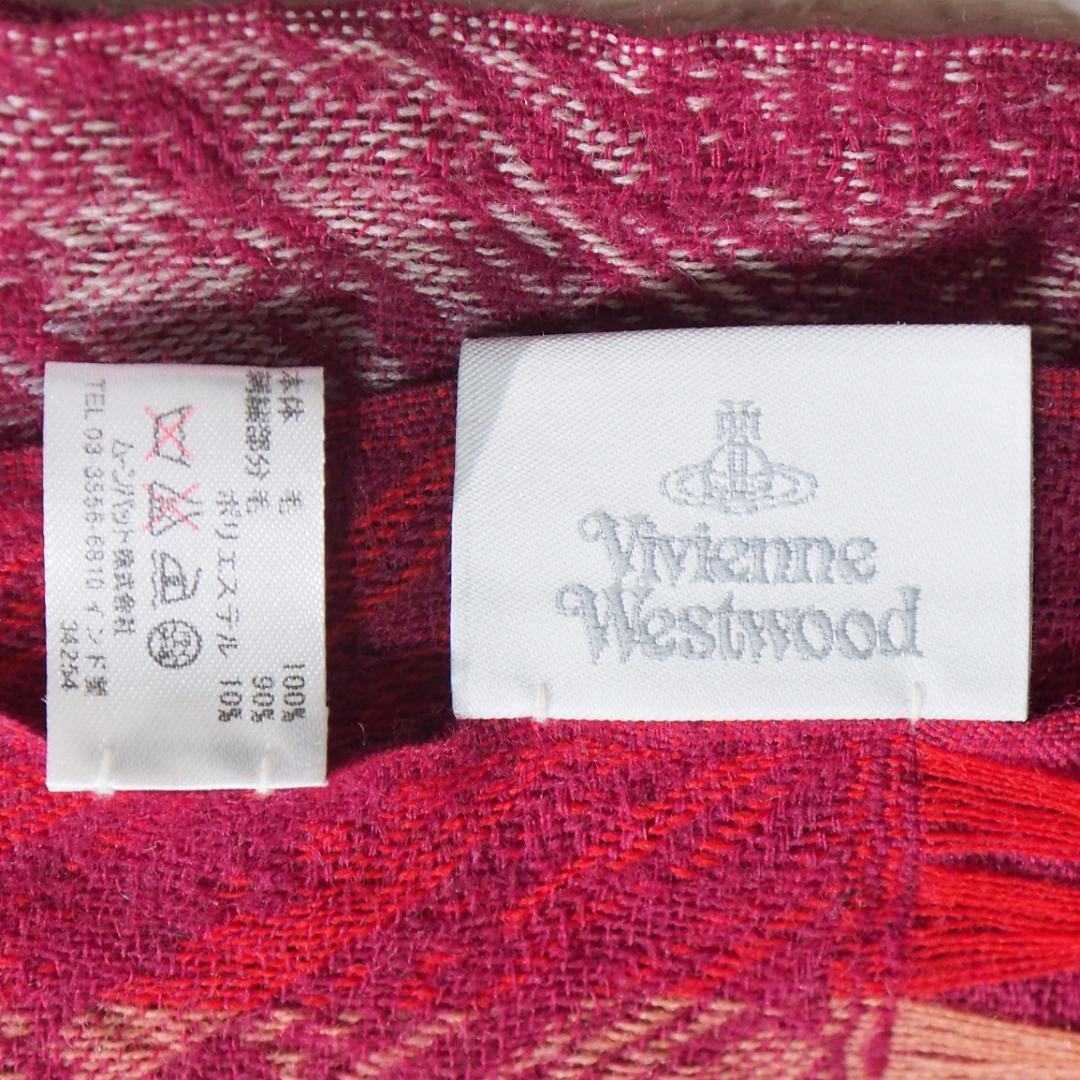 本体 毛 100%
刺繍部分 毛 90%
ポリエステル 10%
ムーンバット株式会社
TEL 03 3556-6810 インド製
34254
Vivienne
Westwood